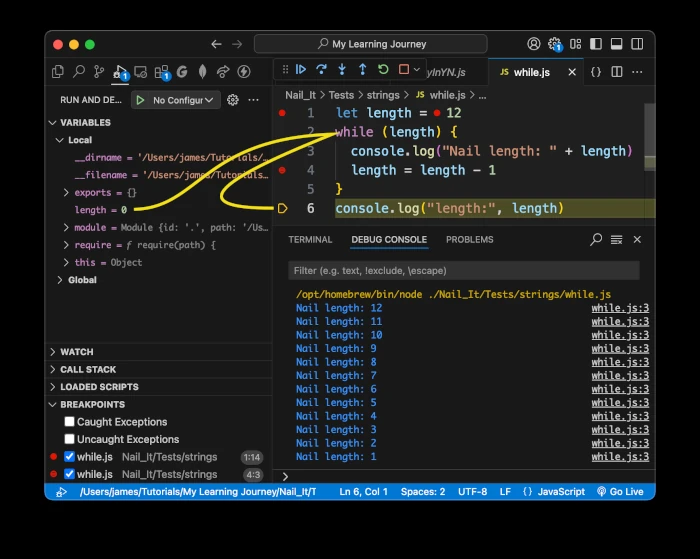 My Learning Journey
1
1
1
G
yInYN.js
JS while.js
{}
RUN AND DE...
No Configur
Nail_It > Tests > strings > JS while.js > ...
VARIABLES
Local
__dirname = '/Users/james/Tutorials/...
__filename = '/Users/james/Tutorials...
exports = {}
length = 0
module = Module {id: '.', path: '/Us...
require = ƒ require(path) {
this = Object
Global
1 let length = 12
2 while (length) {
3 console.log("Nail length: " + length)
4 length = length - 1
5 }
6 console.log("length:", length)
TERMINAL DEBUG CONSOLE PROBLEMS
Filter (e.g. text, !exclude, \escape)
/opt/homebrew/bin/node ./Nail_It/Tests/strings/while.js
Nail length: 12 while.js:3
Nail length: 11 while.js:3
Nail length: 10 while.js:3
Nail length: 9 while.js:3
Nail length: 8 while.js:3
Nail length: 7 while.js:3
Nail length: 6 while.js:3
Nail length: 5 while.js:3
Nail length: 4 while.js:3
Nail length: 3 while.js:3
Nail length: 2 while.js:3
Nail length: 1 while.js:3
WATCH
CALL STACK
LOADED SCRIPTS
BREAKPOINTS
Caught Exceptions
Uncaught Exceptions
while.js Nail_It/Tests/strings 1:14
while.js Nail_It/Tests/strings 4:3
/Users/james/Tutorials/My Learning Journey/Nail_It/T Ln 6, Col 1 Spaces: 2 UTF-8 LF {} JavaScript Go Live